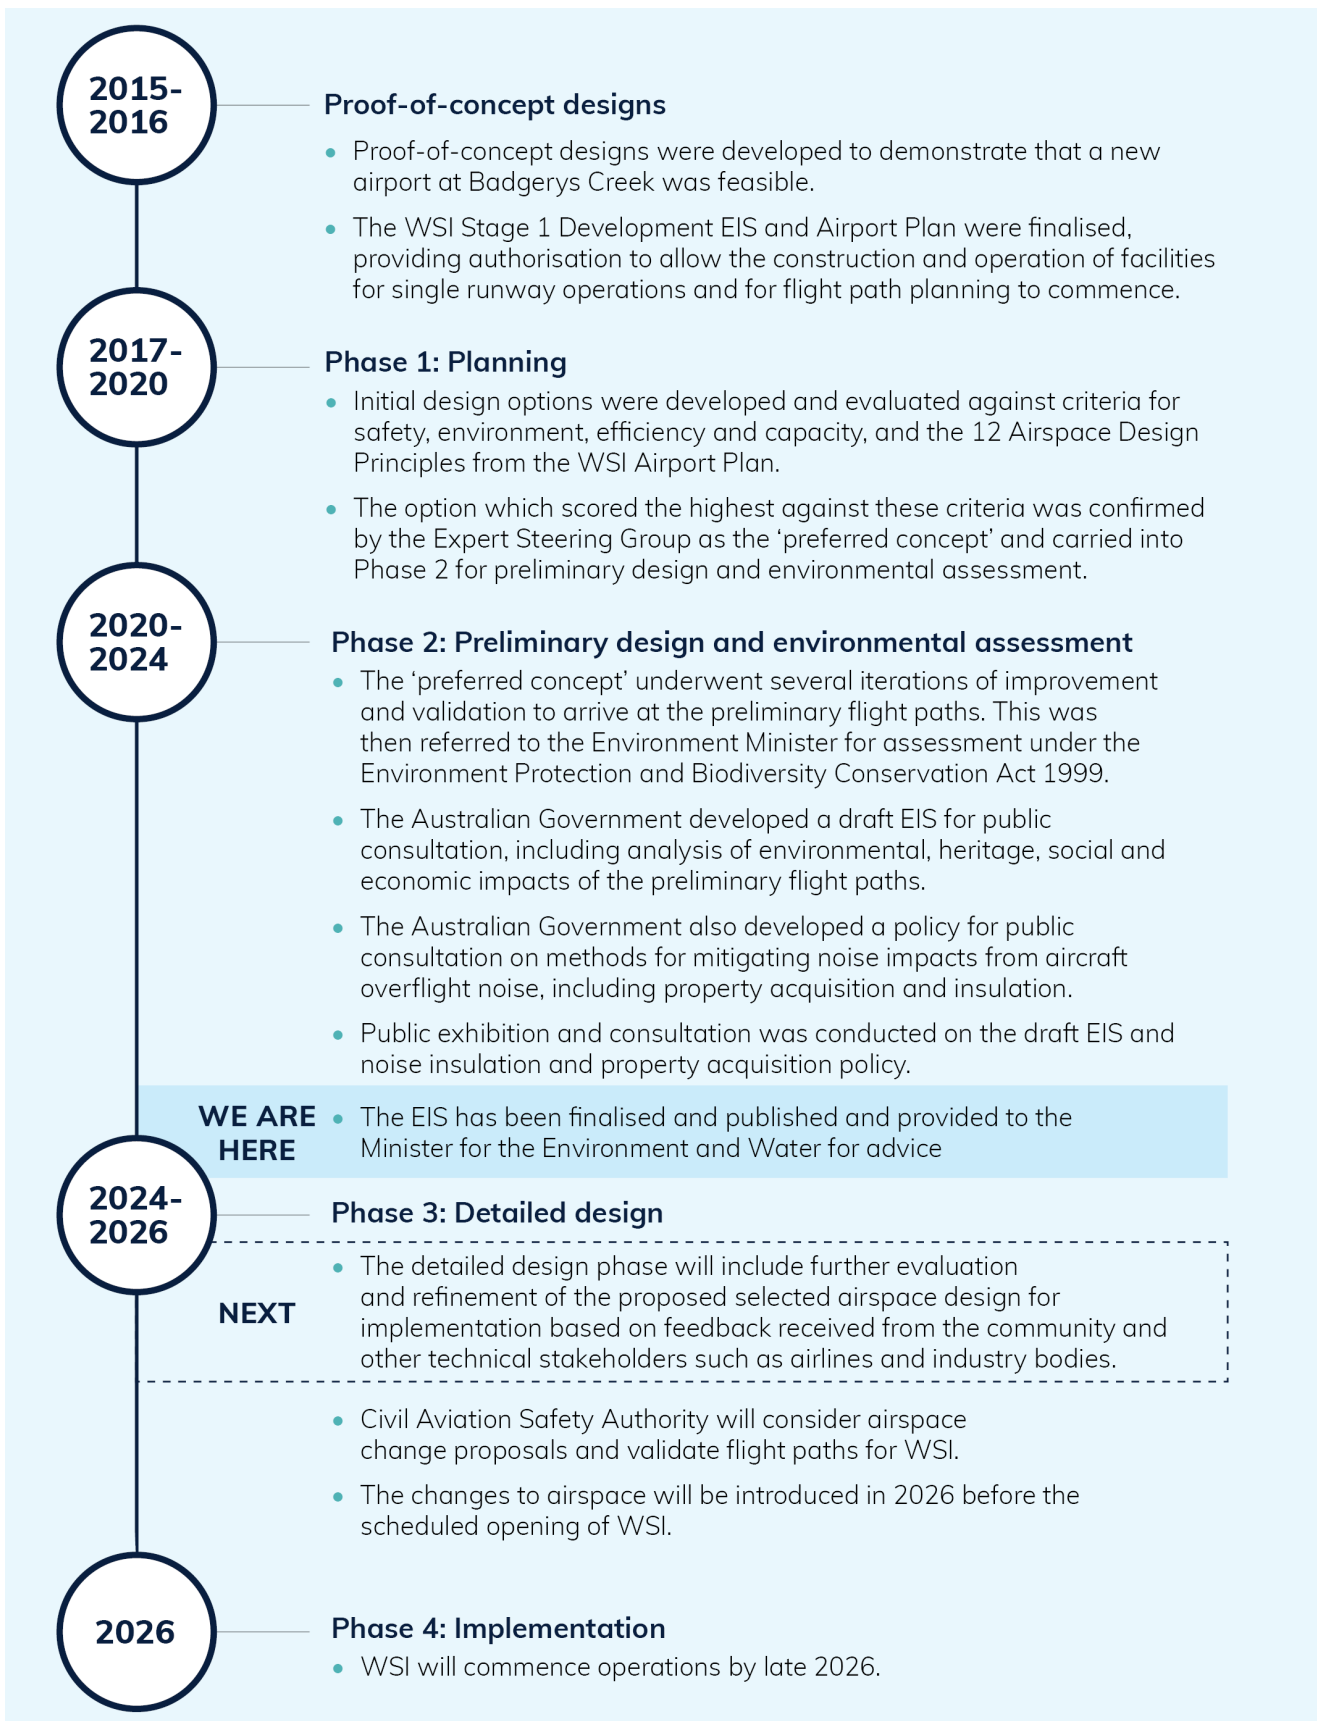 2015-
2016
Proof-of-concept designs
• Proof-of-concept designs were developed to demonstrate that a new
airport at Badgerys Creek was feasible.
• The WSI Stage 1 Development EIS and Airport Plan were finalised,
providing authorisation to allow the construction and operation of facilities
for single runway operations and for flight path planning to commence.
2017-
2020
Phase 1: Planning
• Initial design options were developed and evaluated against criteria for
safety, environment, efficiency and capacity, and the 12 Airspace Design
Principles from the WSI Airport Plan.
• The option which scored the highest against these criteria was confirmed
by the Expert Steering Group as the ‘preferred concept’ and carried into
Phase 2 for preliminary design and environmental assessment.
2020-
2024
Phase 2: Preliminary design and environmental assessment
• The ‘preferred concept’ underwent several iterations of improvement
and validation to arrive at the preliminary flight paths. This was
then referred to the Environment Minister for assessment under the
Environment Protection and Biodiversity Conservation Act 1999.
• The Australian Government developed a draft EIS for public
consultation, including analysis of environmental, heritage, social and
economic impacts of the preliminary flight paths.
• The Australian Government also developed a policy for public
consultation on methods for mitigating noise impacts from aircraft
overflight noise, including property acquisition and insulation.
• Public exhibition and consultation was conducted on the draft EIS and
noise insulation and property acquisition policy.
WE ARE
HERE
• The EIS has been finalised and published and provided to the
Minister for the Environment and Water for advice
2024-
2026
Phase 3: Detailed design
NEXT
• The detailed design phase will include further evaluation
and refinement of the proposed selected airspace design for
implementation based on feedback received from the community and
other technical stakeholders such as airlines and industry bodies.
• Civil Aviation Safety Authority will consider airspace
change proposals and validate flight paths for WSI.
• The changes to airspace will be introduced in 2026 before the
scheduled opening of WSI.
2026
Phase 4: Implementation
• WSI will commence operations by late 2026.